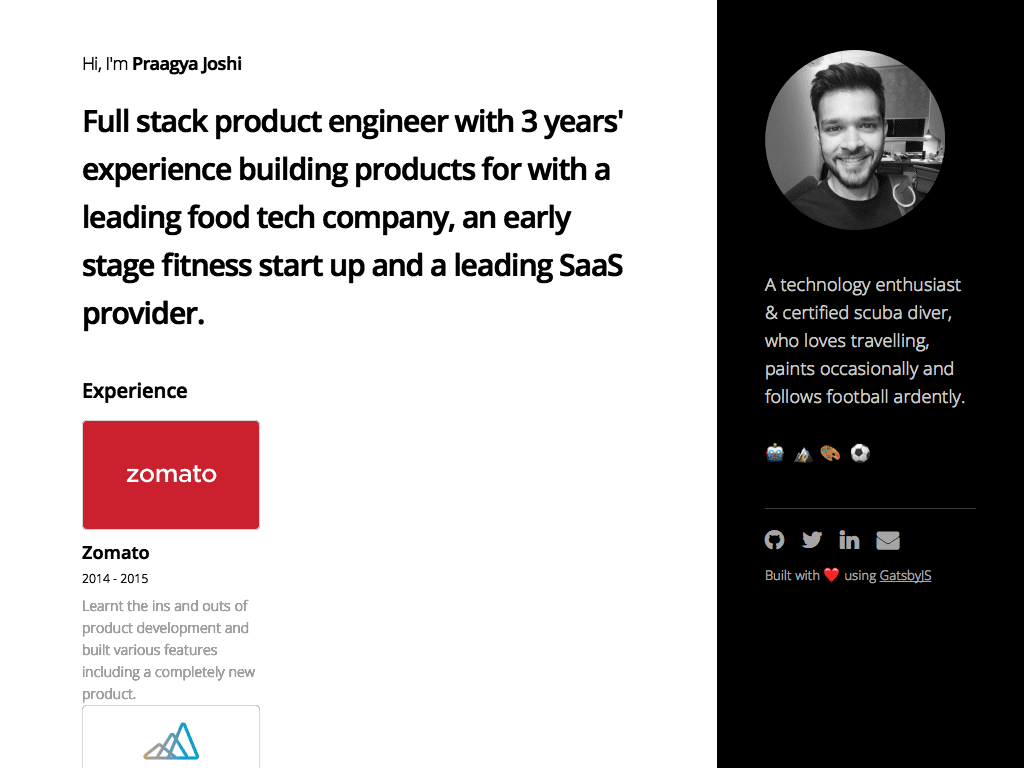 Hi, I'm Praagya Joshi
Full stack product engineer with 3 years'
experience building products for with a
leading food tech company, an early
stage fitness start up and a leading SaaS
provider.
Experience
zomato
Zomato
2014 - 2015
Learnt the ins and outs of
product development and
built various features
including a completely new
product.
A technology enthusiast
& certified scuba diver,
who loves travelling,
paints occasionally and
follows football ardently.
Built with ❤️ using GatsbyJS